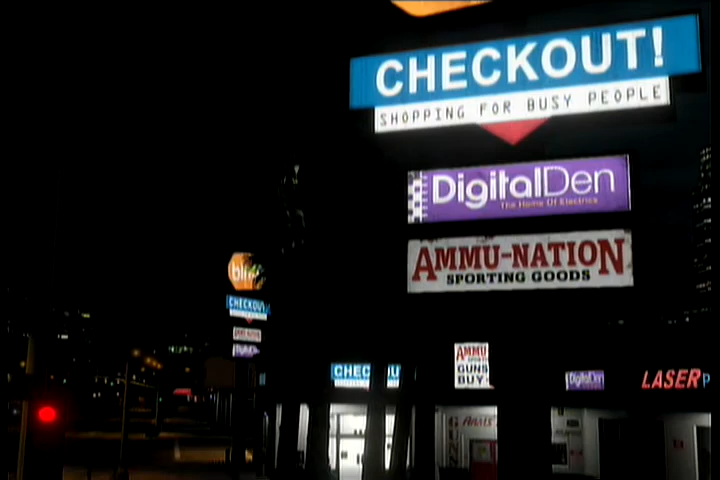 CHECKOUT!
SHOPPING FOR BUSY PEOPLE
DigitalDen
The Home Of Electrics
AMMU-NATION
SPORTING GOODS
CHECKOUT!
AMMU
GUNS
BUY
DigitalDen
LASER